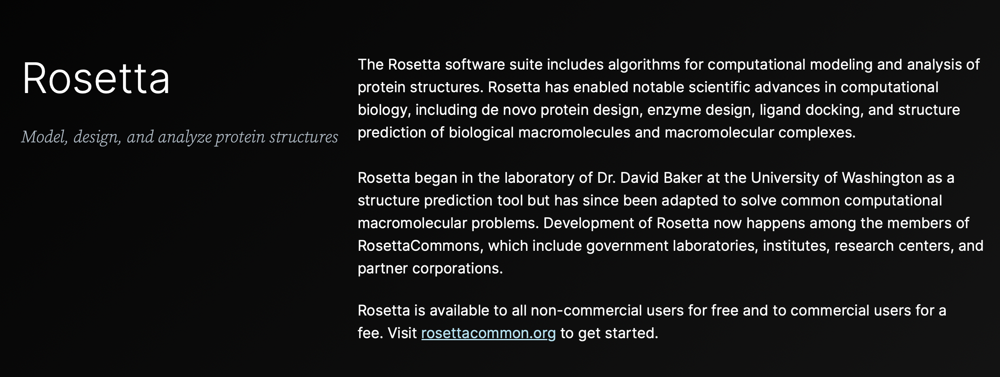 Rosetta
Model, design, and analyze protein structures
The Rosetta software suite includes algorithms for computational modeling and analysis of
protein structures. Rosetta has enabled notable scientific advances in computational
biology, including de novo protein design, enzyme design, ligand docking, and structure
prediction of biological macromolecules and macromolecular complexes.
Rosetta began in the laboratory of Dr. David Baker at the University of Washington as a
structure prediction tool but has since been adapted to solve common computational
macromolecular problems. Development of Rosetta now happens among the members of
RosettaCommons, which include government laboratories, institutes, research centers, and
partner corporations.
Rosetta is available to all non-commercial users for free and to commercial users for a
fee. Visit rosettacommon.org to get started.